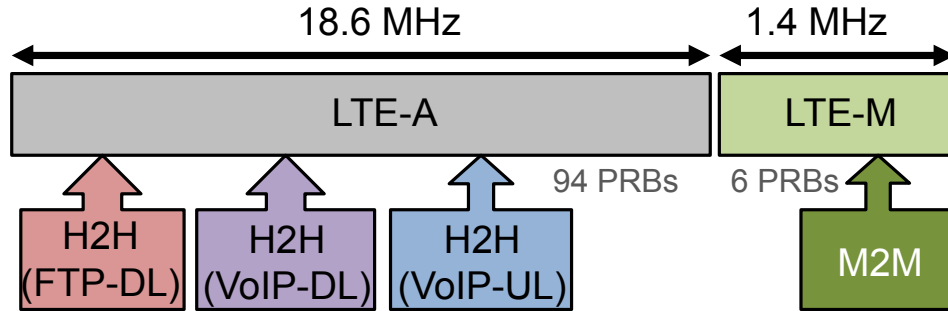 18.6 MHz
1.4 MHz
LTE-A
LTE-M
94 PRBs
6 PRBs
H2H
(FTP-DL)
H2H
(VoIP-DL)
H2H
(VoIP-UL)
M2M